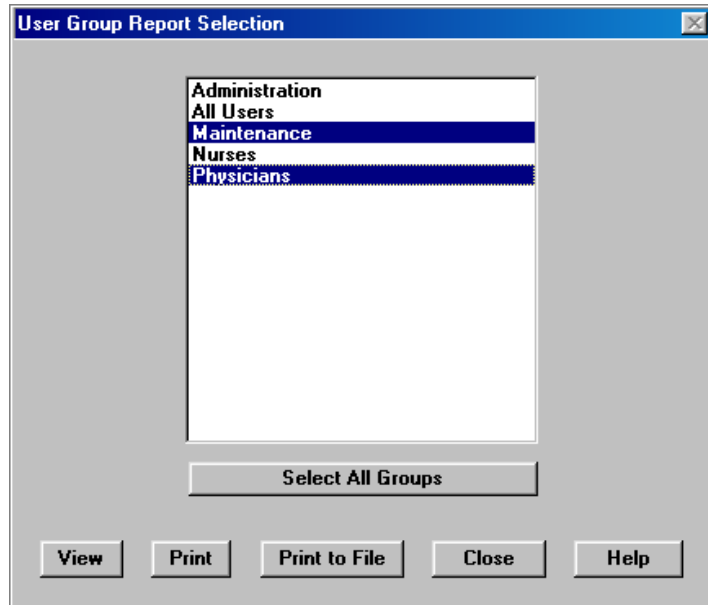 User Group Report Selection
Administration
All Users
Maintenance
Nurses
Physicians
Select All Groups
View Print Print to File Close Help